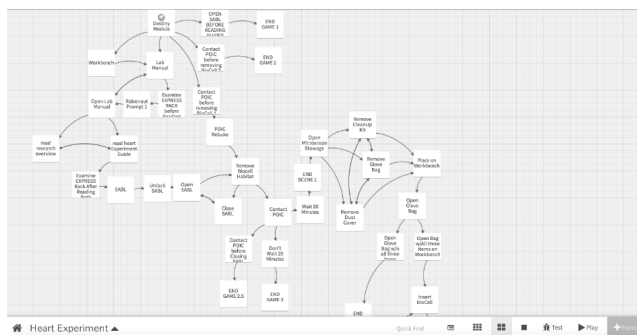 Destiny
Module
OPEN
SABL
BEFORE
READING
END
GAME 1
Contact
POIC
before
removing
END
GAME 2
Workbench
Lab
Manual
Open Lab
Manual
Robonaut
Prompt 1
Examine
EXPRESS
RACK
before
Contact
POIC
before
removing
POIC
Rebuke
read
research
overview
read heart
Experiment
Guide
Examine
EXPRESS
Rack After
Reading
SABL
Unlock
SABL
Open
SABL
Remove
Biocell
Habitat
Close
SABL
Contact
POIC
Wait 20
Minutes
END
SCENE 1
Open
Microscope
Stowage
Remove
Cleanup
Kit
Remove
Glove
Bag
Remove
Dust
Cover
Place on
Workbench
Open
Glove
Bag
Open
Glove
Bag w/o
all three
Open Bag
w/All three
items on
Workbench
Insert
BioCell
Contact
POIC
before
Closing
Don't
Wait 20
Minutes
END
GAME 2.5
END
GAME 3
END
Heart Experiment
Quick Find
Test
Play